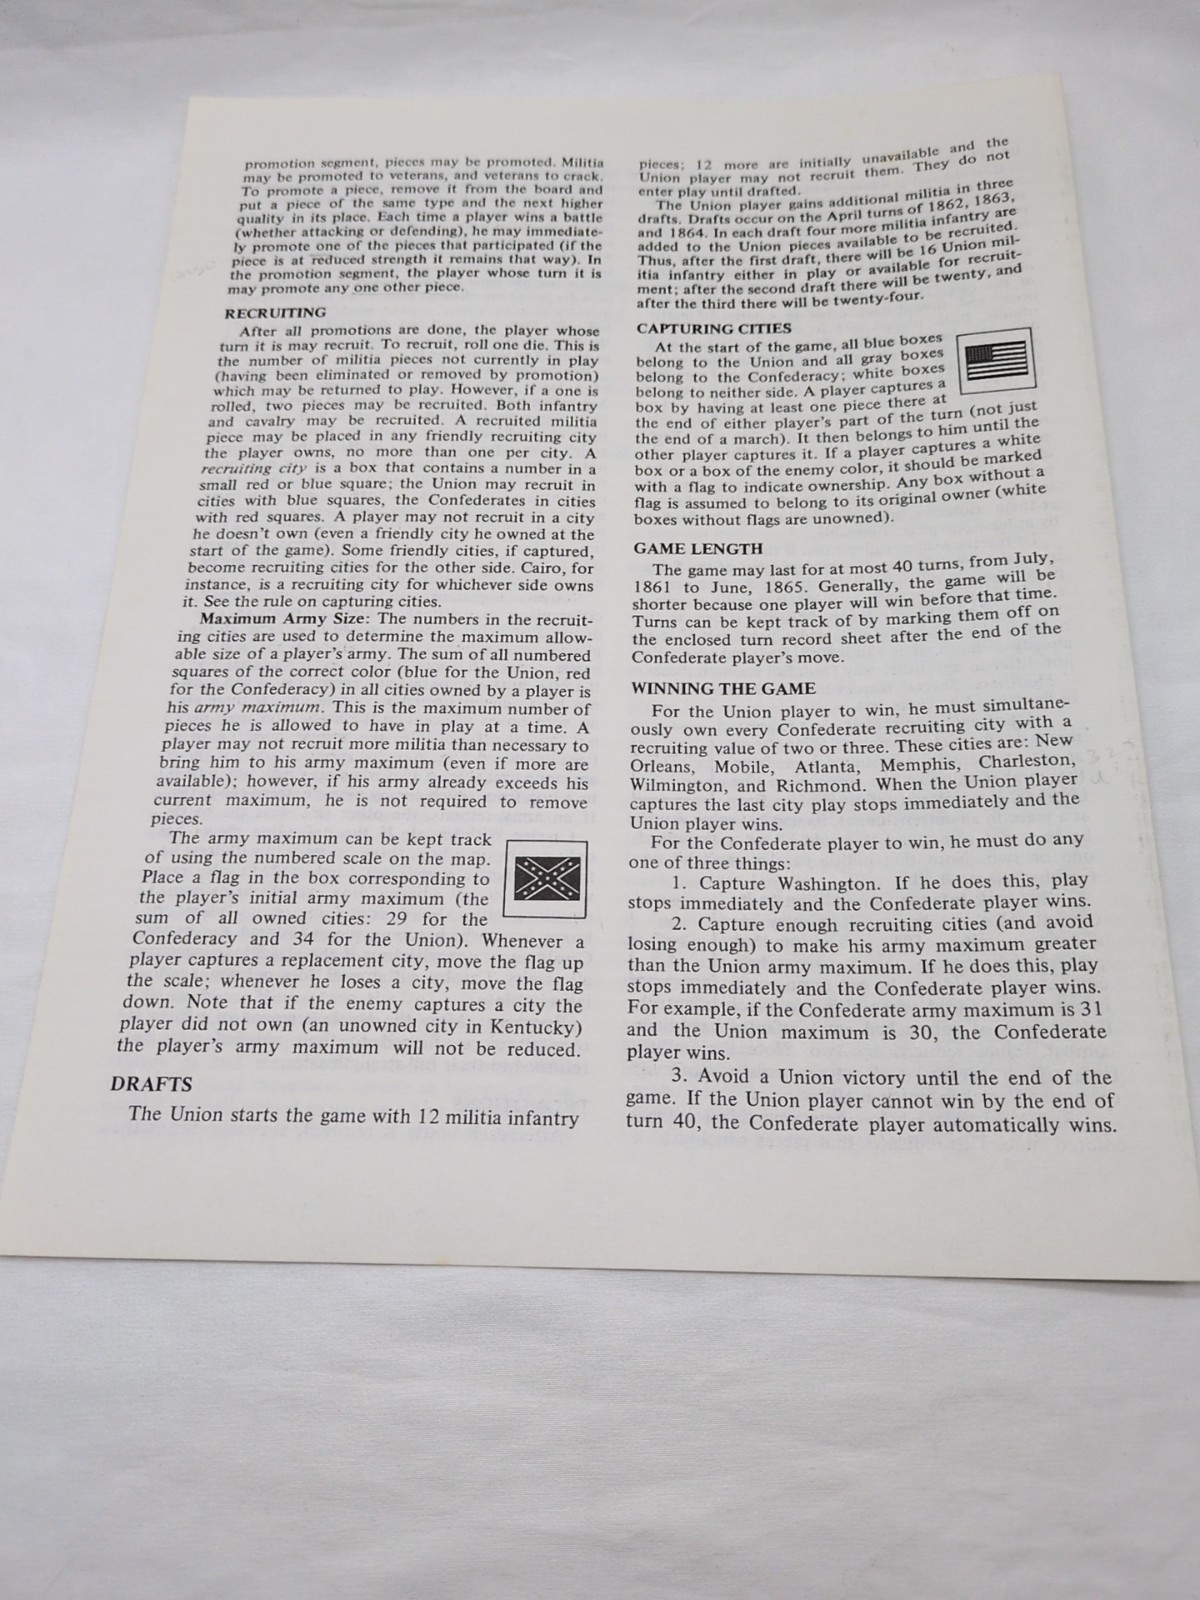 promotion segment, pieces may be promoted. Militia
may be promoted to veterans, and veterans to crack.
To promote a piece, remove it from the board and
put a piece of the same type and the next higher
quality in its place. Each time a player wins a battle
(whether attacking or defending), he may immediate-
ly promote one of the pieces that participated (if the
piece is at reduced strength it remains that way). In
the promotion segment, the player whose turn it is
may promote any one other piece.
RECRUITING
After all promotions are done, the player whose
turn it is may recruit. To recruit, roll one die. This is
the number of militia pieces not currently in play
(having been eliminated or removed by promotion)
which may be returned to play. However, if a one is
rolled, two pieces may be recruited. Both infantry
and cavalry may be recruited. A recruited militia
piece may be placed in any friendly recruiting city
the player owns, no more than one per city. A
recruiting city is a box that contains a number in a
small red or blue square; the Union may recruit in
cities with blue squares, the Confederates in cities
with red squares. A player may not recruit in a city
he doesn't own (even a friendly city he owned at the
start of the game). Some friendly cities, if captured,
become recruiting cities for the other side. Cairo, for
instance, is a recruiting city for whichever side owns
it. See the rule on capturing cities.
Maximum Army Size: The numbers in the recruit-
ing cities are used to determine the maximum allow-
able size of a player's army. The sum of all numbered
squares of the correct color (blue for the Union, red
for the Confederacy) in all cities owned by a player is
his army maximum. This is the maximum number of
pieces he is allowed to have in play at a time. A
player may not recruit more militia than necessary to
bring him to his army maximum (even if more are
available); however, if his army already exceeds his
current maximum, he is not required to remove
pieces.
The army maximum can be kept track
of using the numbered scale on the map.
Place a flag in the box corresponding to
the player's initial army maximum (the
sum of all owned cities: 29 for the
Confederacy and 34 for the Union). Whenever a
player captures a replacement city, move the flag up
the scale; whenever he loses a city, move the flag
down. Note that if the enemy captures a city the
player did not own (an unowned city in Kentucky)
the player's army maximum will not be reduced.
DRAFTS
The Union starts the game with 12 militia infantry
pieces; 12 more are initially unavailable and the
Union player may not recruit them. They do not
enter play until drafted.
The Union player gains additional militia in three
drafts. Drafts occur on the April turns of 1862, 1863,
and 1864. In each draft four more militia infantry are
added to the Union pieces available to be recruited.
Thus, after the first draft, there will be 16 Union mil-
itia infantry either in play or available for recruit-
ment; after the second draft there will be twenty, and
after the third there will be twenty-four.
CAPTURING CITIES
At the start of the game, all blue boxes
belong to the Union and all gray boxes
belong to the Confederacy; white boxes
belong to neither side. A player captures a
box by having at least one piece there at
the end of either player's part of the turn (not just
the end of a march). It then belongs to him until the
other player captures it. If a player captures a white
box or a box of the enemy color, it should be marked
with a flag to indicate ownership. Any box without a
flag is assumed to belong to its original owner (white
boxes without flags are unowned).
GAME LENGTH
The game may last for at most 40 turns, from July,
1861 to June, 1865. Generally, the game will be
shorter because one player will win before that time.
Turns can be kept track of by marking them off on
the enclosed turn record sheet after the end of the
Confederate player's move.
WINNING THE GAME
For the Union player to win, he must simultane-
ously own every Confederate recruiting city with a
recruiting value of two or three. These cities are: New
Orleans, Mobile, Atlanta, Memphis, Charleston,
Wilmington, and Richmond. When the Union player
captures the last city play stops immediately and the
Union player wins.
For the Confederate player to win, he must do any
one of three things:
1. Capture Washington. If he does this, play
stops immediately and the Confederate player wins.
2. Capture enough recruiting cities (and avoid
losing enough) to make his army maximum greater
than the Union army maximum. If he does this, play
stops immediately and the Confederate player wins.
For example, if the Confederate army maximum is 31
and the Union maximum is 30, the Confederate
player wins.
3. Avoid a Union victory until the end of the
game. If the Union player cannot win by the end of
turn 40, the Confederate player automatically wins.